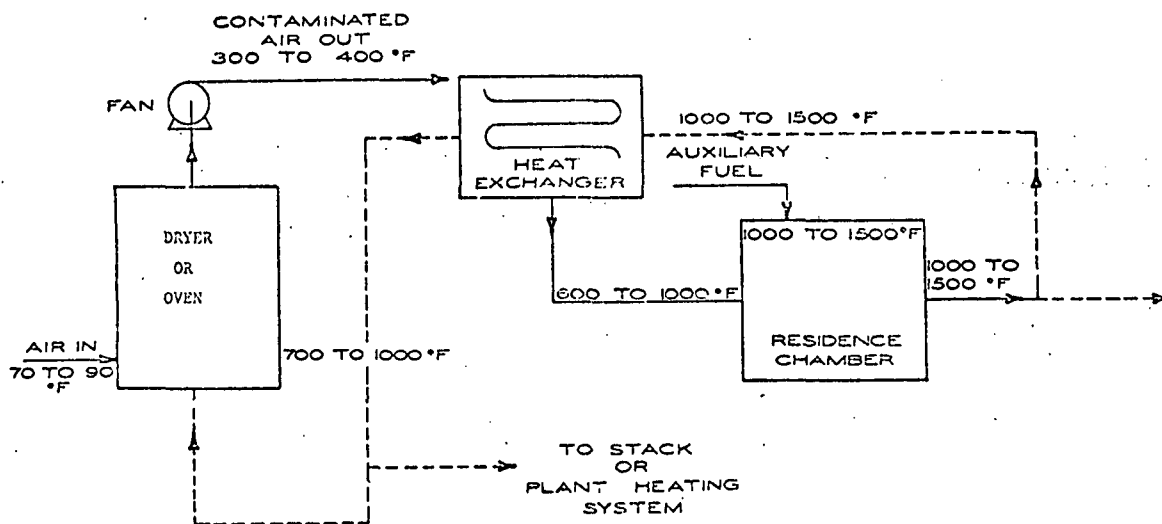 CONTAMINATED
AIR OUT
300 TO 400 °F
FAN
1000 TO 1500 °F
AUXILIARY
FUEL
HEAT
EXCHANGER
DRYER
OR
OVEN
1000 TO 1500°F
1000 TO
1500 °F
600 TO 1000 °F
RESIDENCE
CHAMBER
AIR IN
70 TO 90
°F
700 TO 1000 °F
TO STACK
OR
PLANT HEATING
SYSTEM